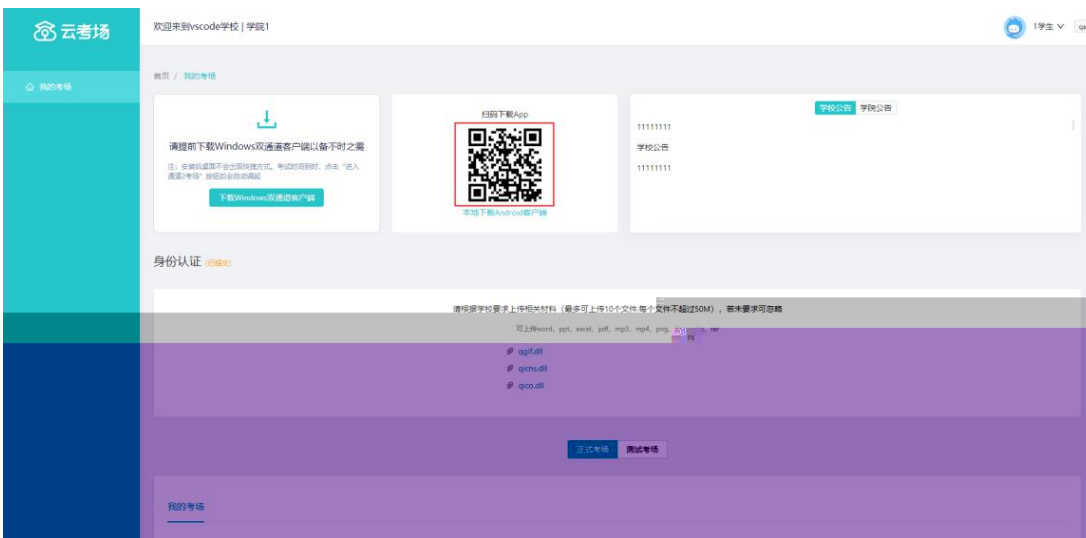 云考场
欢迎来到vscode学校 | 学院1
1学生
我的考场
首页 / 我的考场
请提前下载Windows双通道客户端以备不时之需
注:安装后桌面不会出现快捷方式。考试时间到时,点击“进入
通道2考场”按钮后会自动调起
下载Windows双通道客户端
扫码下载App
本地下载Android客户端
学校公告 学院公告
11111111
学校公告
11111111
身份认证 (已提交)
请根据学校要求上传相关材料(最多可上传10个文件,每个文件不超过50M),若未要求可忽略
可上传word、ppt、excel、pdf、mp3、mp4、png、 rar
qgif.dll
qicns.dll
qico.dll
正式考场 测试考场
我的考场